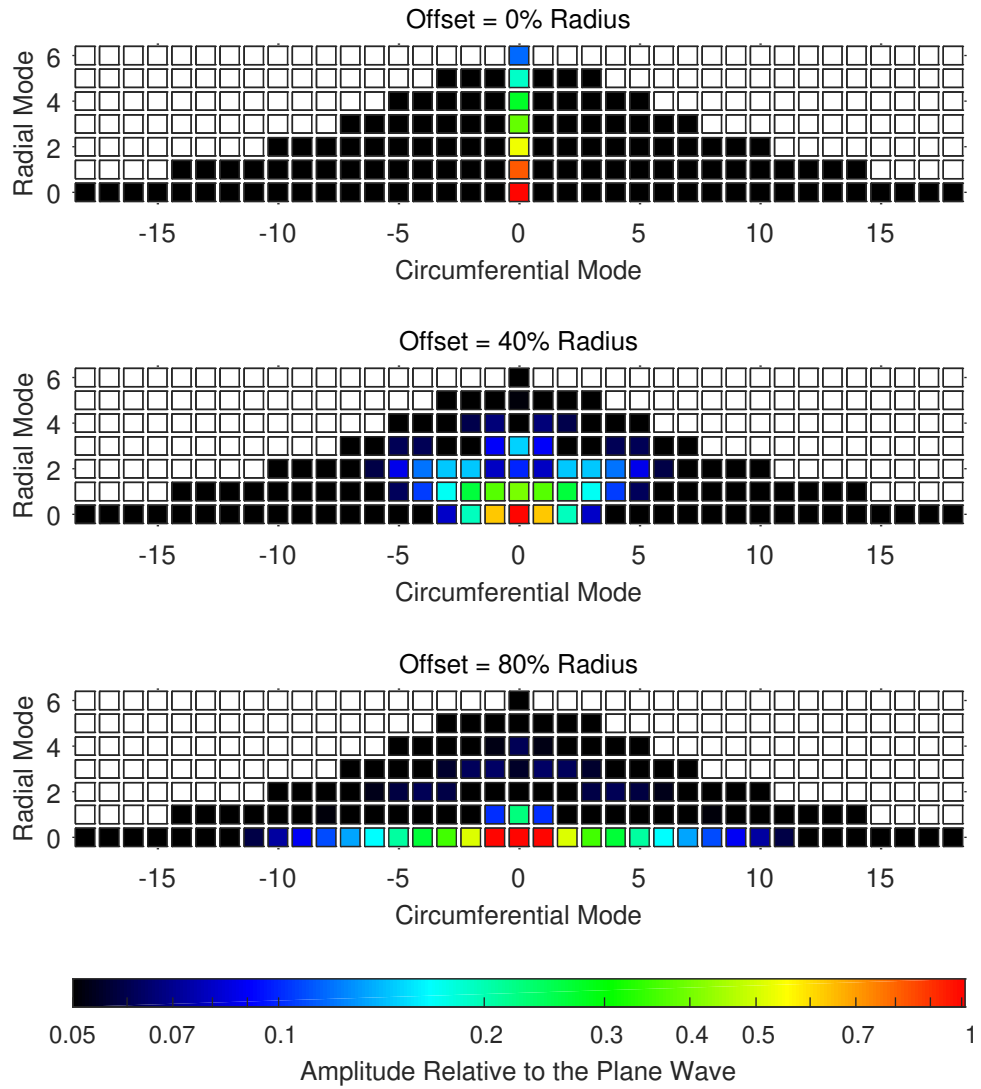 Offset = 0% Radius
Radial Mode
6
4
2
0
-15 -10 -5 0 5 10 15
Circumferential Mode
Offset = 40% Radius
Radial Mode
6
4
2
0
-15 -10 -5 0 5 10 15
Circumferential Mode
Offset = 80% Radius
Radial Mode
6
4
2
0
-15 -10 -5 0 5 10 15
Circumferential Mode
0.05 0.07 0.1 0.2 0.3 0.4 0.5 0.7 1
Amplitude Relative to the Plane Wave